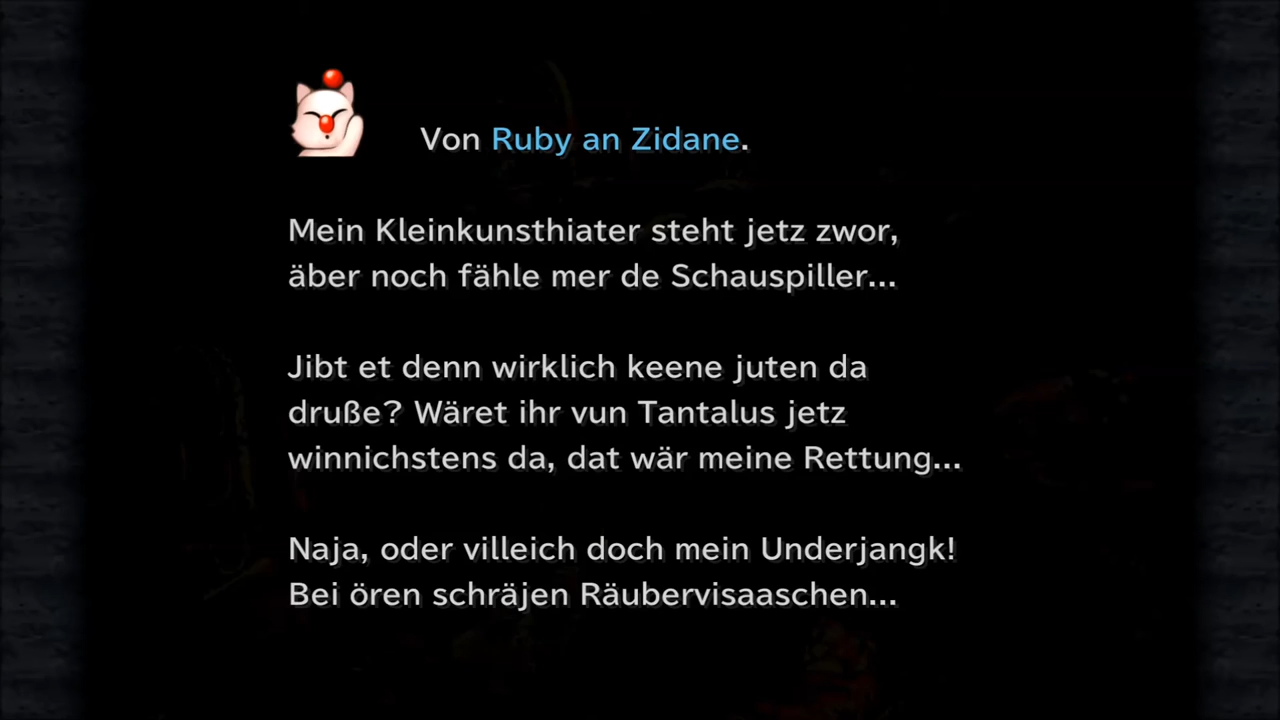 Von Ruby an Zidane.
Mein Kleinkunsthiater steht jetz zwor,
äber noch fähle mer de Schauspiller...
Jibt et denn wirklich keene juten da
druße? Wäret ihr vun Tantalus jetz
winnichstens da, dat wär meine Rettung...
Naja, oder villeich doch mein Underjangk!
Bei ören schräjen Räubervisaaschen...